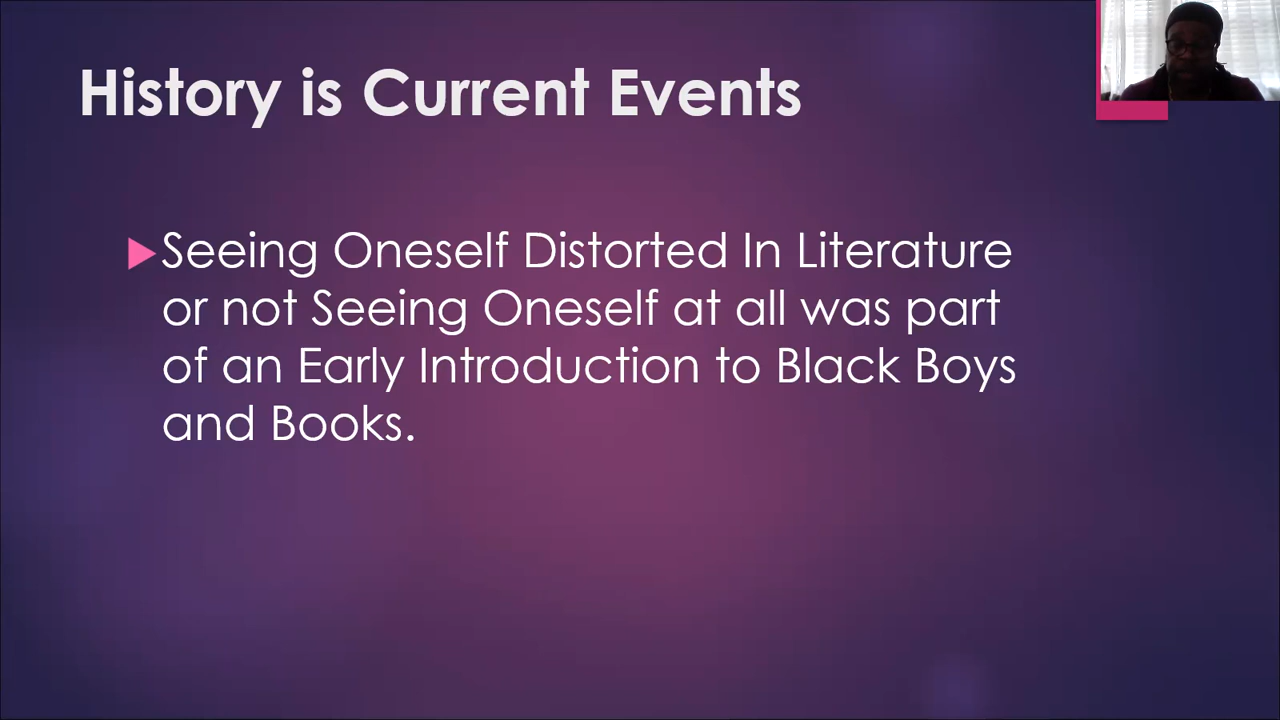 History is Current Events
Seeing Oneself Distorted In Literature
or not Seeing Oneself at all was part
of an Early Introduction to Black Boys
and Books.